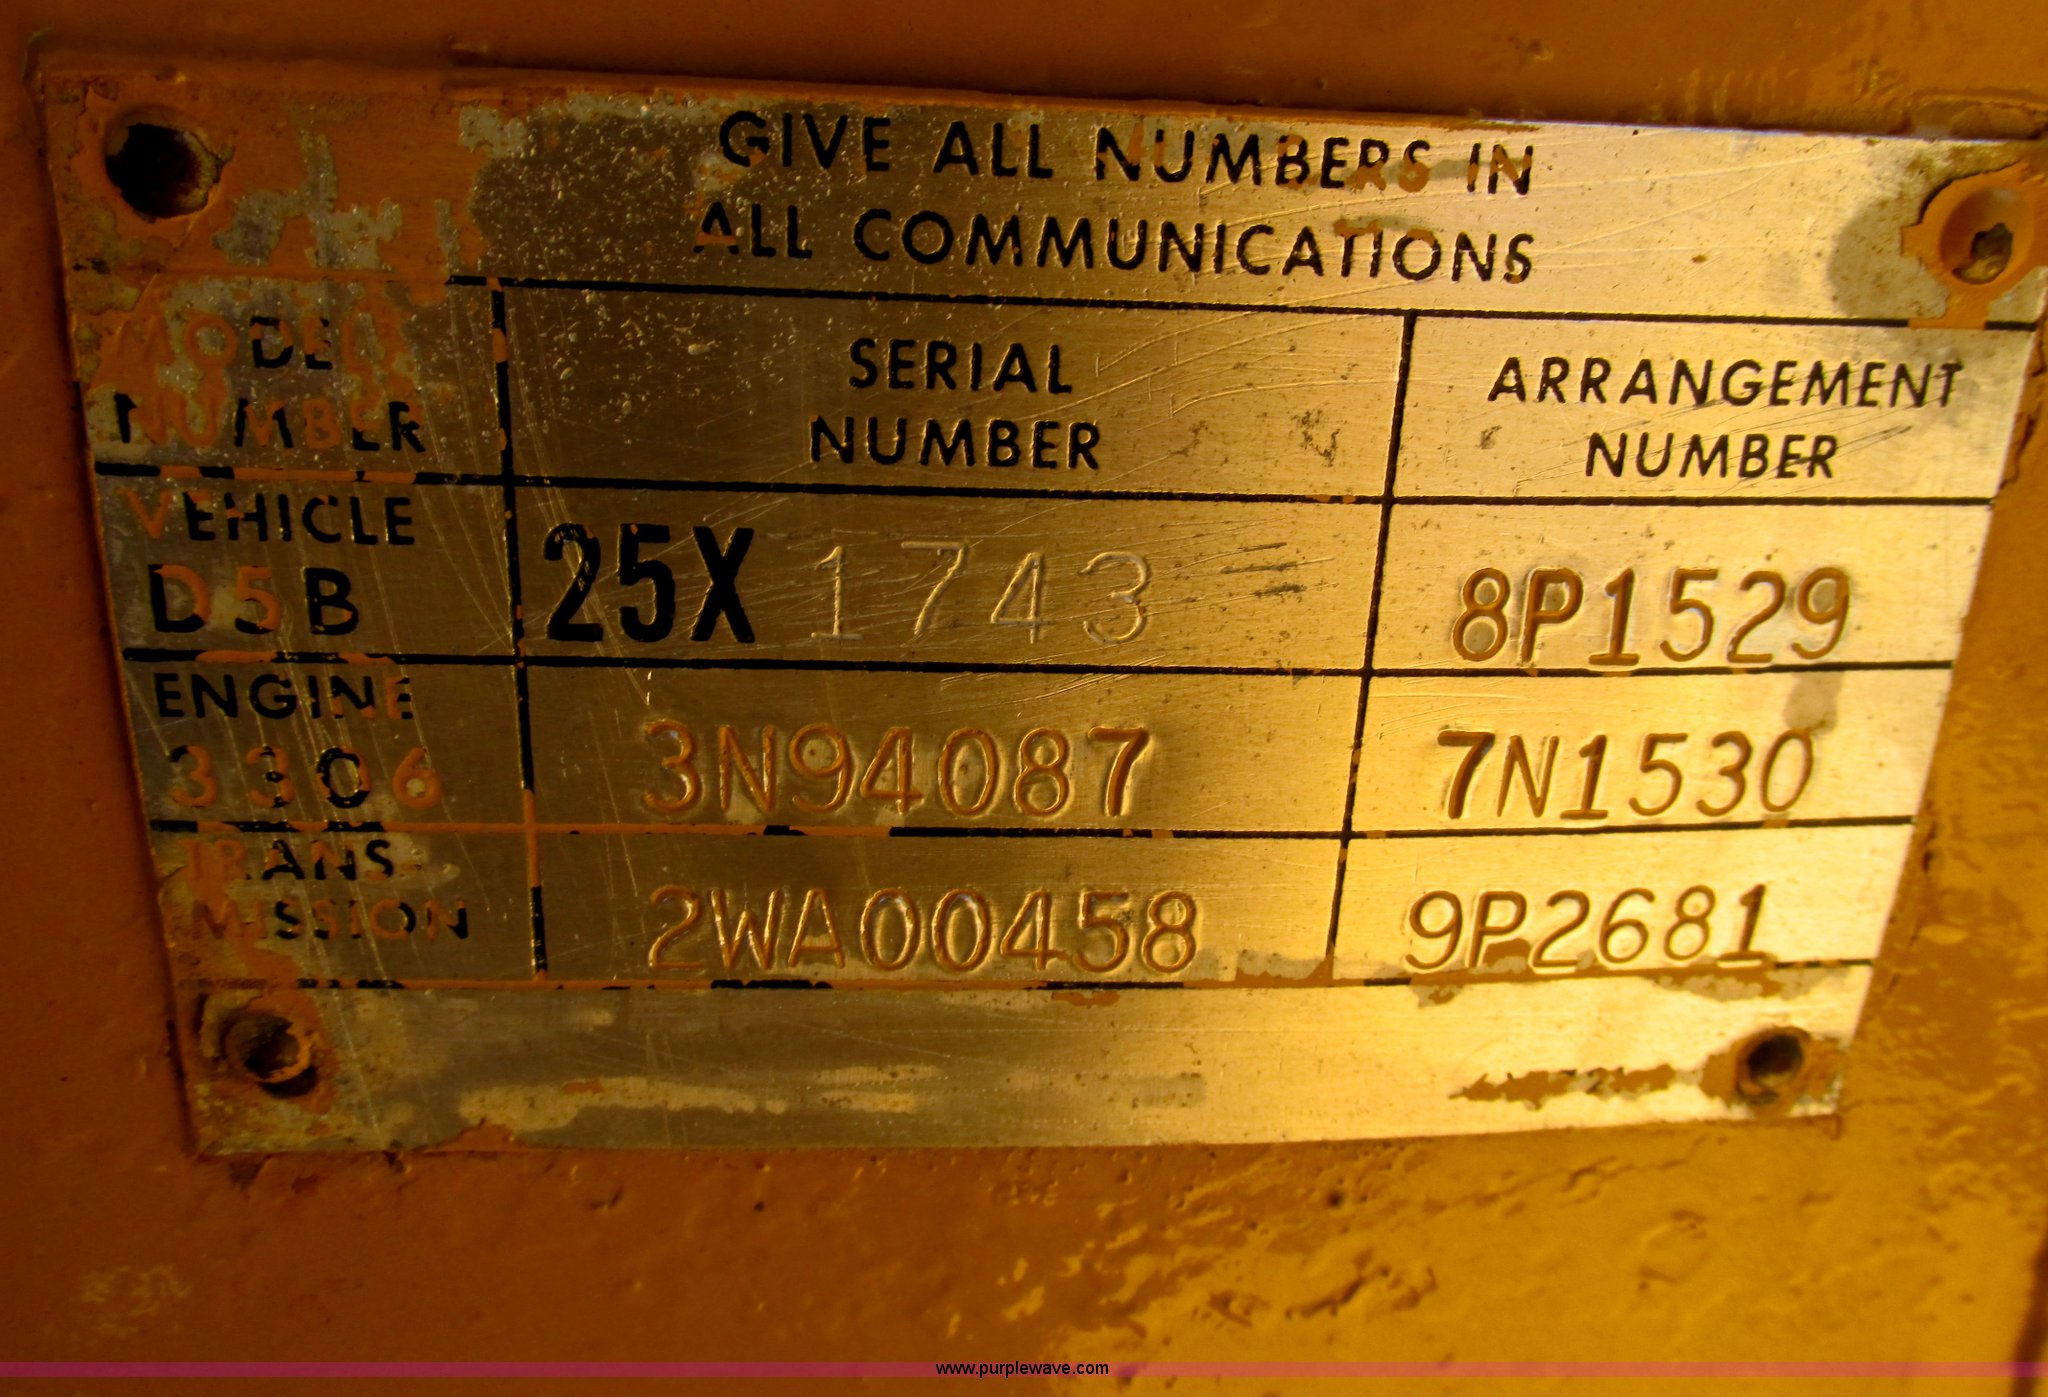 GIVE ALL NUMBERS IN
ALL COMMUNICATIONS
MODEL
NUMBER
SERIAL
NUMBER
ARRANGEMENT
NUMBER
VEHICLE
D5B
25X 1743
8P1529
ENGINE
3306
3N94087
7N1530
TRANS-
MISSION
2WA00458
9P2681
www.purplewave.com